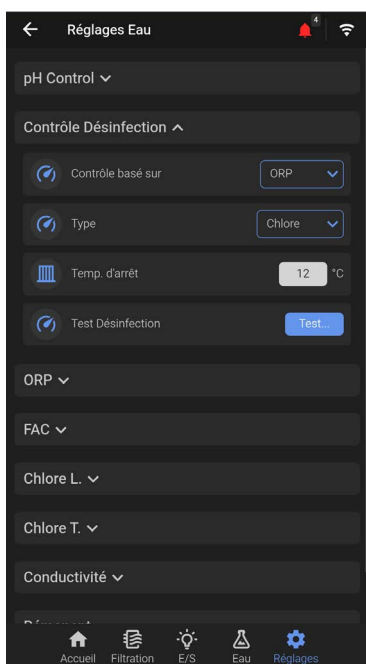 Réglages Eau
4
pH Control
Contrôle Désinfection
Contrôle basé sur ORP
Type Chlore
Temp. d'arrêt 12 °C
Test Désinfection Test...
ORP
FAC
Chlore L.
Chlore T.
Conductivité
Accueil Filtration E/S Eau Réglages